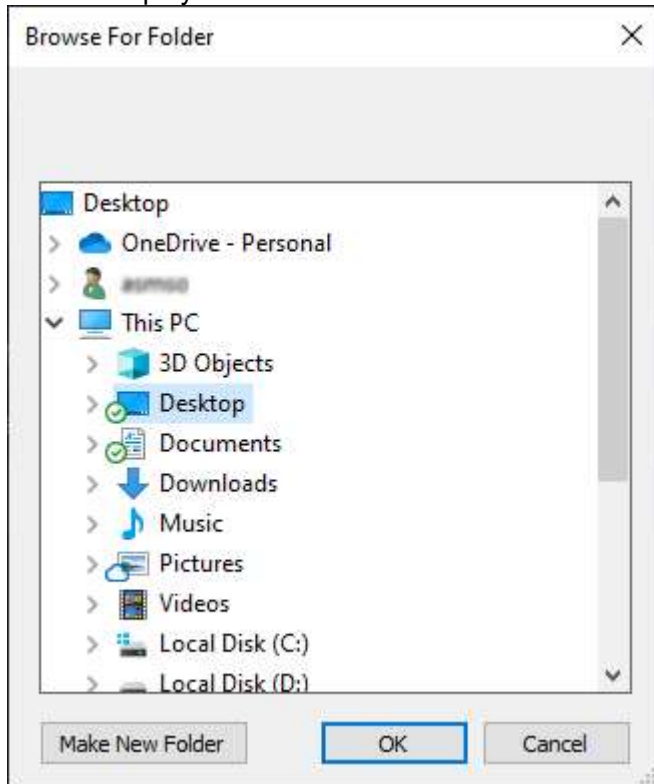 Browse For Folder
Desktop
OneDrive - Personal
This PC
3D Objects
Desktop
Documents
Downloads
Music
Pictures
Videos
Local Disk (C:)
Local Disk (D:)
Make New Folder OK Cancel